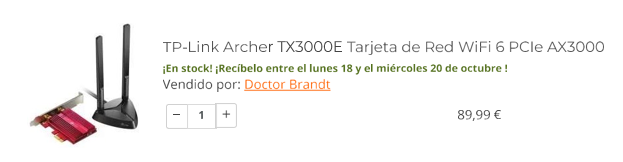 TP-Link Archer TX3000E Tarjeta de Red WiFi 6 PCIe AX3000
¡En stock! ¡Recíbelo entre el lunes 18 y el miércoles 20 de octubre !
Vendido por: Doctor Brandt
− 1 + 89,99 €